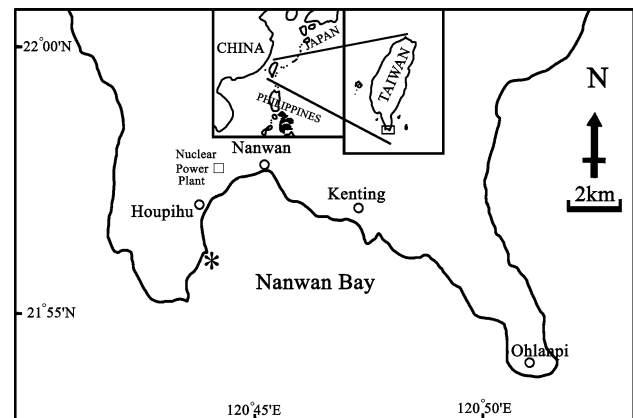 22°00'N
CHINA
JAPAN
PHILIPPINES
TAIWAN
N
2km
Nuclear
Power
Plant
Nanwan
Houpihu
Kenting
*
Nanwan Bay
21°55'N
Ohlanpi
120°45'E
120°50'E